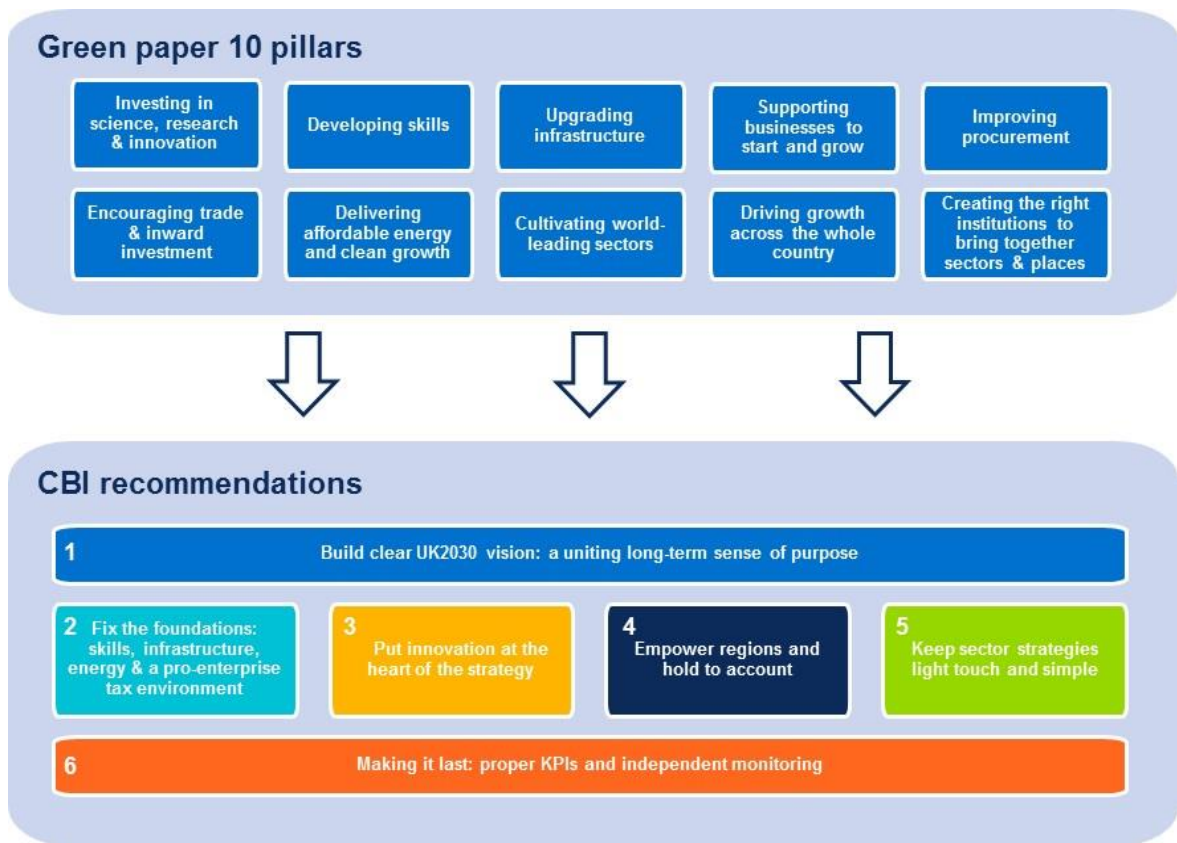 Green paper 10 pillars
Investing in
science, research
& innovation
Developing skills
Upgrading
infrastructure
Supporting
businesses to
start and grow
Improving
procurement
Encouraging trade
& inward
investment
Delivering
affordable energy
and clean growth
Cultivating world-
leading sectors
Driving growth
across the whole
country
Creating the right
institutions to
bring together
sectors & places
CBI recommendations
1 Build clear UK2030 vision: a uniting long-term sense of purpose
2 Fix the foundations:
skills, infrastructure,
energy & a pro-enterprise
tax environment
3
Put innovation at the
heart of the strategy
4
Empower regions and
hold to account
5
Keep sector strategies
light touch and simple
6 Making it last: proper KPIs and independent monitoring